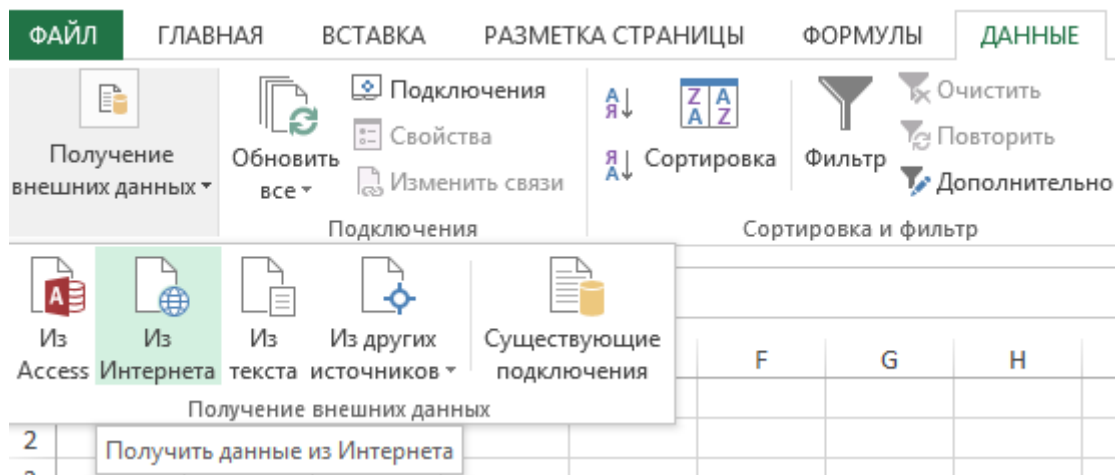 ФАЙЛ ГЛАВНАЯ ВСТАВКА РАЗМЕТКА СТРАНИЦЫ ФОРМУЛЫ ДАННЫЕ
Получение
внешних данных
Обновить
все
Подключения
Свойства
Изменить связи
Подключения
А
Я
Я
А
Z A
A Z
Сортировка
Фильтр
Очистить
Повторить
Дополнительно
Сортировка и фильтр
A
Из
Access
Из
Интернета
Из
текста
Из других
источников
Существующие
подключения
Получение внешних данных
F G H
2
Получить данные из Интернета